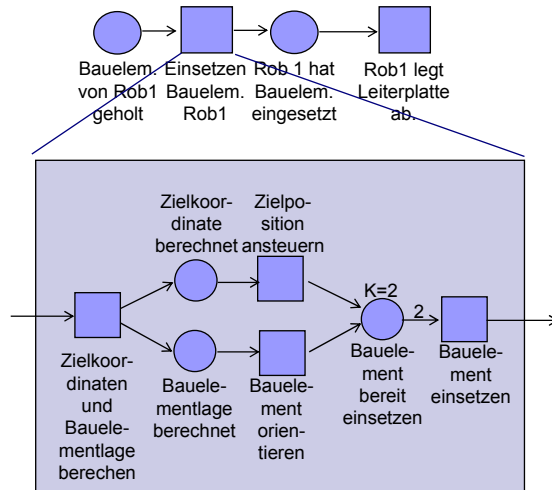 Bauelem.
von Rob1
geholt
Einsetzen
Bauelem.
Rob1
Rob 1 hat
Bauelem.
eingesetzt
Rob1 legt
Leiterplatte
ab.
Zielkoor-
dinate
berechnet
Zielpo-
sition
ansteuern
K=2
2
Zielkoor-
dinaten
und
Bauele-
mentlage
berechen
Bauele-
mentlage
berechnet
Bauele-
ment
orien-
tieren
Bauele-
ment
bereit
einsetzen
Bauele-
ment
einsetzen